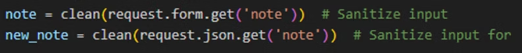 note = clean(request.form.get('note'))  # Sanitize input
new_note = clean(request.json.get('note'))  # Sanitize input for